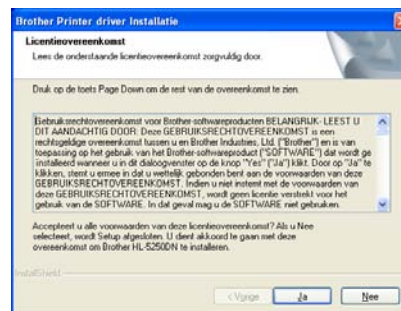 Brother Printer driver Installatie
Licentieovereenkomst
Lees de onderstaande licentieovereenkomst zorgvuldig door.
Druk op de toets Page Down om de rest van de overeenkomst te zien.
Gebruiksrechtovereenkomst voor Brother-softwareproducten BELANGRIJK- LEEST U
DIT AANDACHTIG DOOR: Deze GEBRUIKSRECHTOVEREENKOMST is een
rechtsgeldige overeenkomst tussen u en Brother Industries, Ltd. ("Brother") en is van
toepassing op het gebruik van het Brother-softwareproduct ("SOFTWARE") dat wordt ge
installeerd wanneer u in dit dialoogvenster op de knop "Yes" ("Ja") klikt. Door op "Ja" te
klikken, stemt u ermee in dat u wettelijk gebonden bent aan de voorwaarden van deze
GEBRUIKSRECHTOVEREENKOMST. Indien u niet instemt met de voorwaarden van
deze GEBRUIKSRECHTOVEREENKOMST, wordt geen licentie verstrekt voor het
gebruik van de SOFTWARE. In dat geval mag u de SOFTWARE niet gebruiken.
Accepteert u alle voorwaarden van deze licentieovereenkomst? Als u Nee
selecteert, wordt Setup afgesloten. U dient akkoord te gaan met deze
overeenkomst om Brother HL-5250DN te installeren.
InstallShield
< Vorige
Ja
Nee